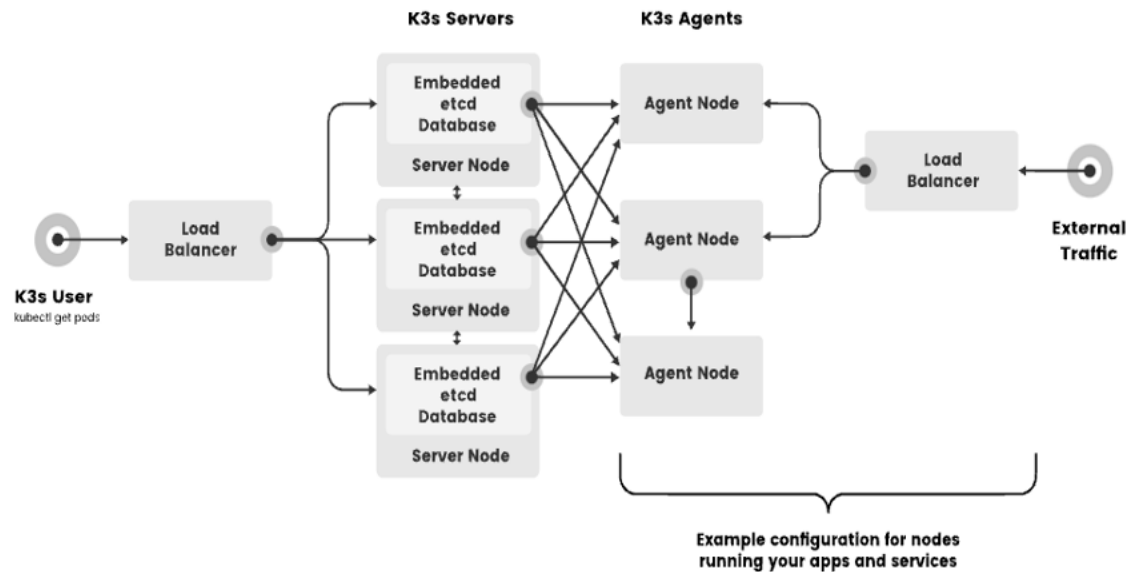 K3s Servers
K3s Agents
Embedded
etcd
Database
Server Node
Embedded
etcd
Database
Server Node
Embedded
etcd
Database
Server Node
Agent Node
Agent Node
Agent Node
Load
Balancer
K3s User
kubectl get pods
Load
Balancer
External
Traffic
Example configuration for nodes
running your apps and services